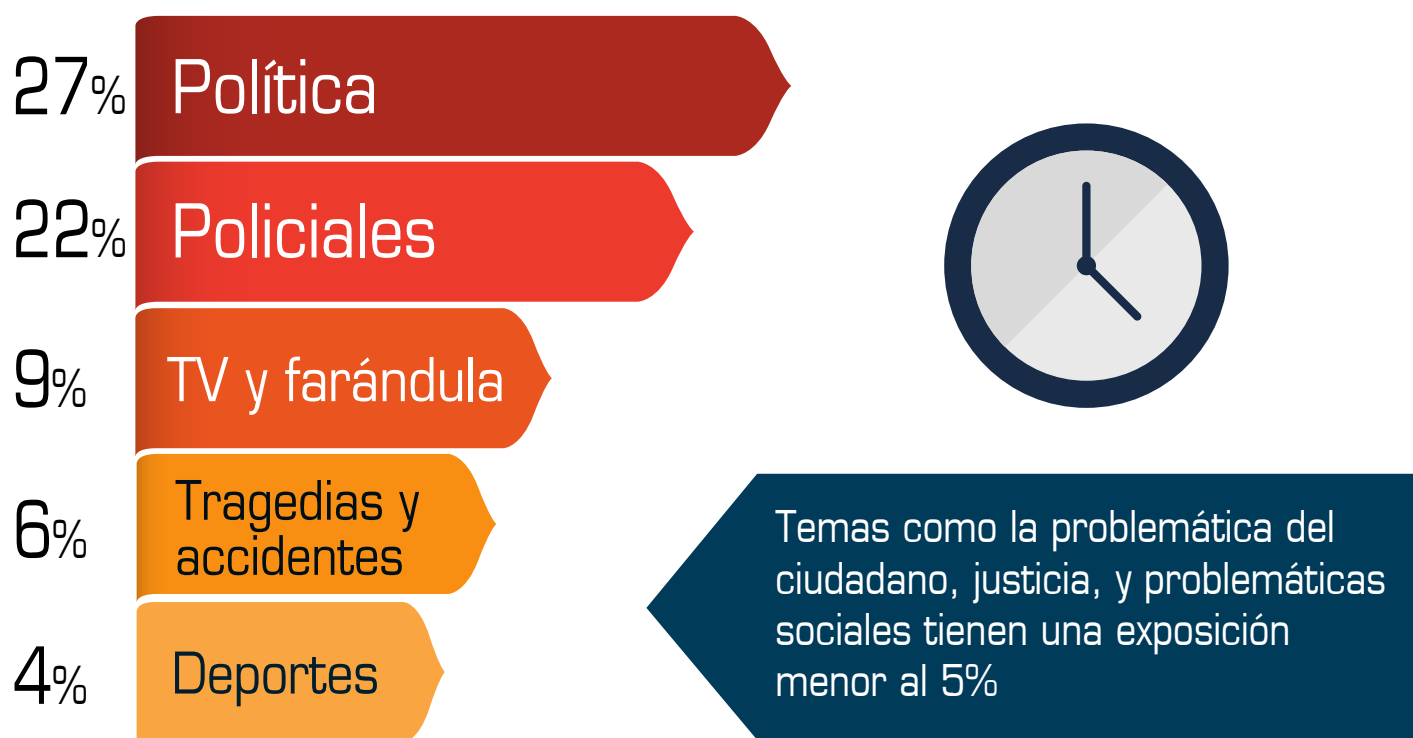 27% Política
22% Policiales
9% TV y farándula
6% Tragedias y
accidentes
4% Deportes
Temas como la problemática del
ciudadano, justicia, y problemáticas
sociales tienen una exposición
menor al 5%